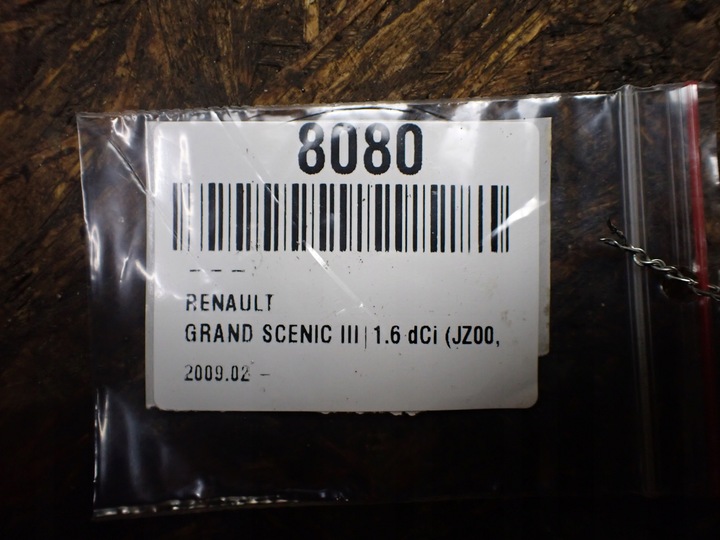 8080
- - -
RENAULT
GRAND SCENIC III | 1.6 dCi (JZ00,
2009.02 -